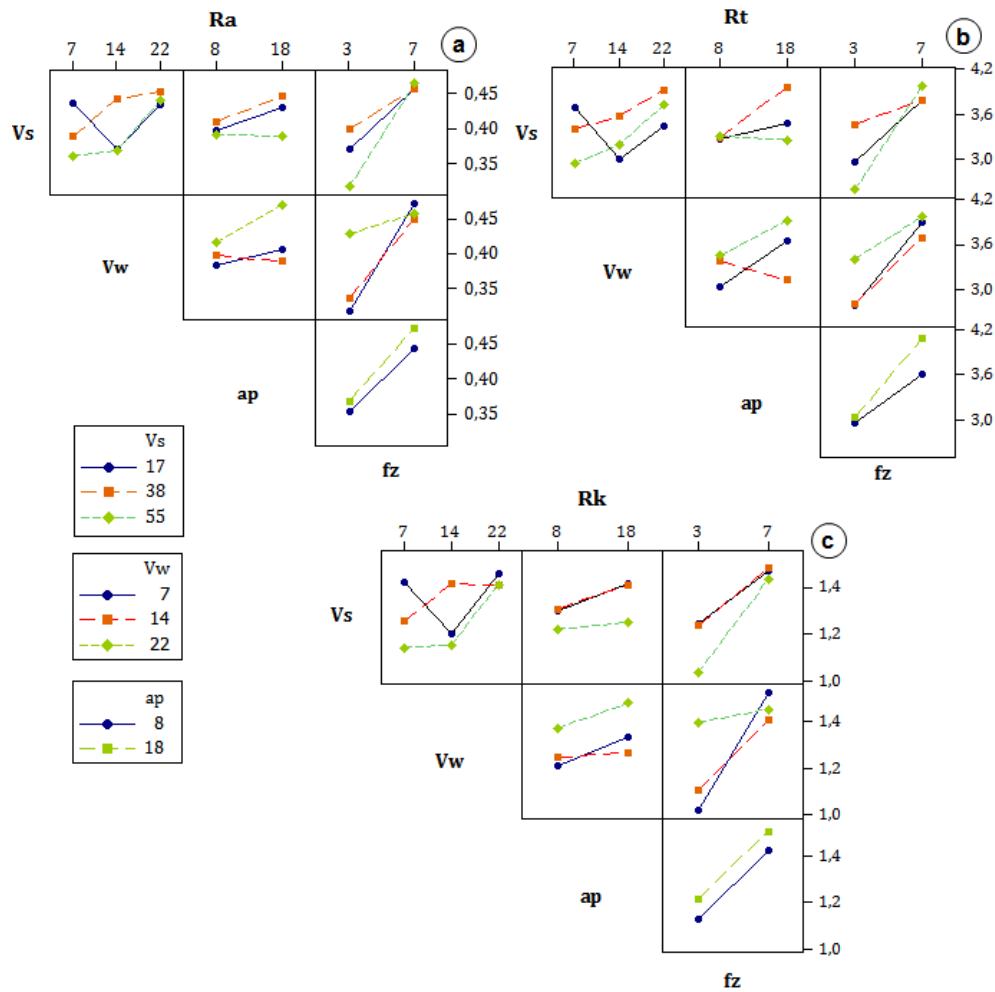 Ra
a
7 14 22 8 18 3 7
Vs
0,45
0,40
0,35
Vw
0,45
0,40
0,35
ap
0,45
0,40
0,35
fz
Rt
b
7 14 22 8 18 3 7
Vs
4,2
3,6
3,0
Vw
4,2
3,6
3,0
ap
4,2
3,6
3,0
fz
Vs
17
38
55
Vw
7
14
22
ap
8
18
Rk
c
7 14 22 8 18 3 7
Vs
1,4
1,2
1,0
Vw
1,4
1,2
1,0
ap
1,4
1,2
1,0
fz